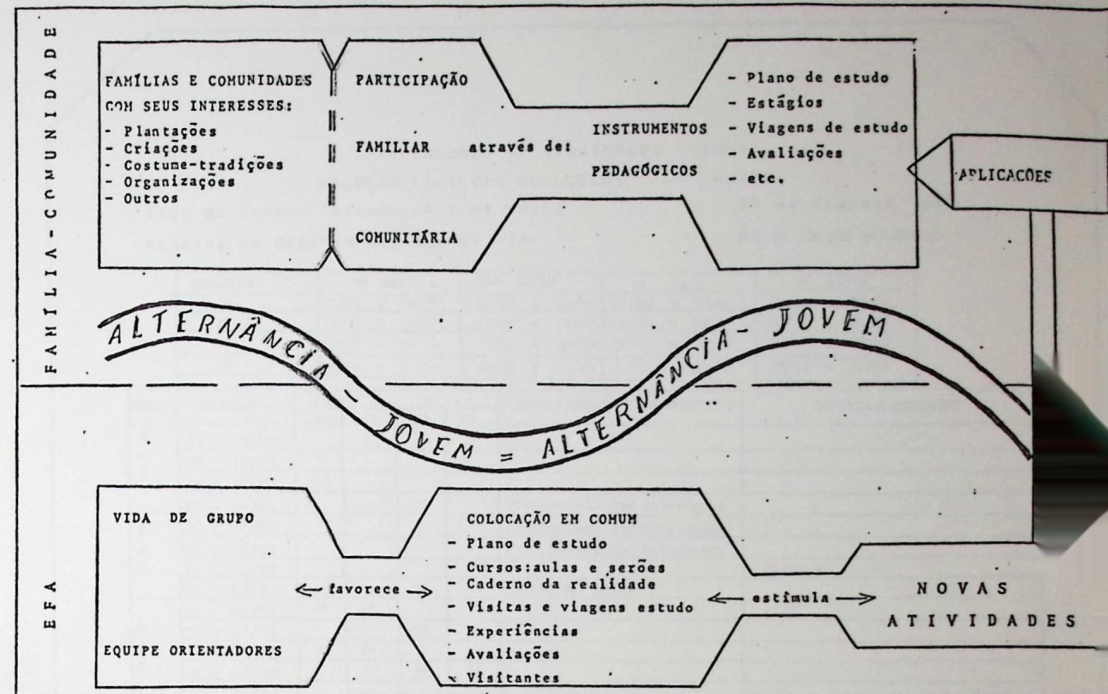 FAMÍLIA-COMUNIDADE
FAMÍLIAS E COMUNIDADES
COM SEUS INTERESSES:
- Plantações
- Criações
- Costume-tradições
- Organizações
- Outros
PARTICIPAÇÃO
FAMILIAR através de:
COMUNITÁRIA
INSTRUMENTOS
PEDAGÓGICOS
- Plano de estudo
- Estágios
- Viagens de estudo
- Avaliações
- etc.
APLICACÕES
ALTERNÂNCIA - JOVEM = ALTERNÂNCIA - JOVEM
EFA
VIDA DE GRUPO
EQUIPE ORIENTADORES
favorece
COLOCAÇÃO EM COMUM
- Plano de estudo
- Cursos:aulas e serões
- Caderno da realidade
- Visitas e viagens estudo
- Experiências
- Avaliações
- Visitantes
estimula
NOVAS
ATIVIDADES